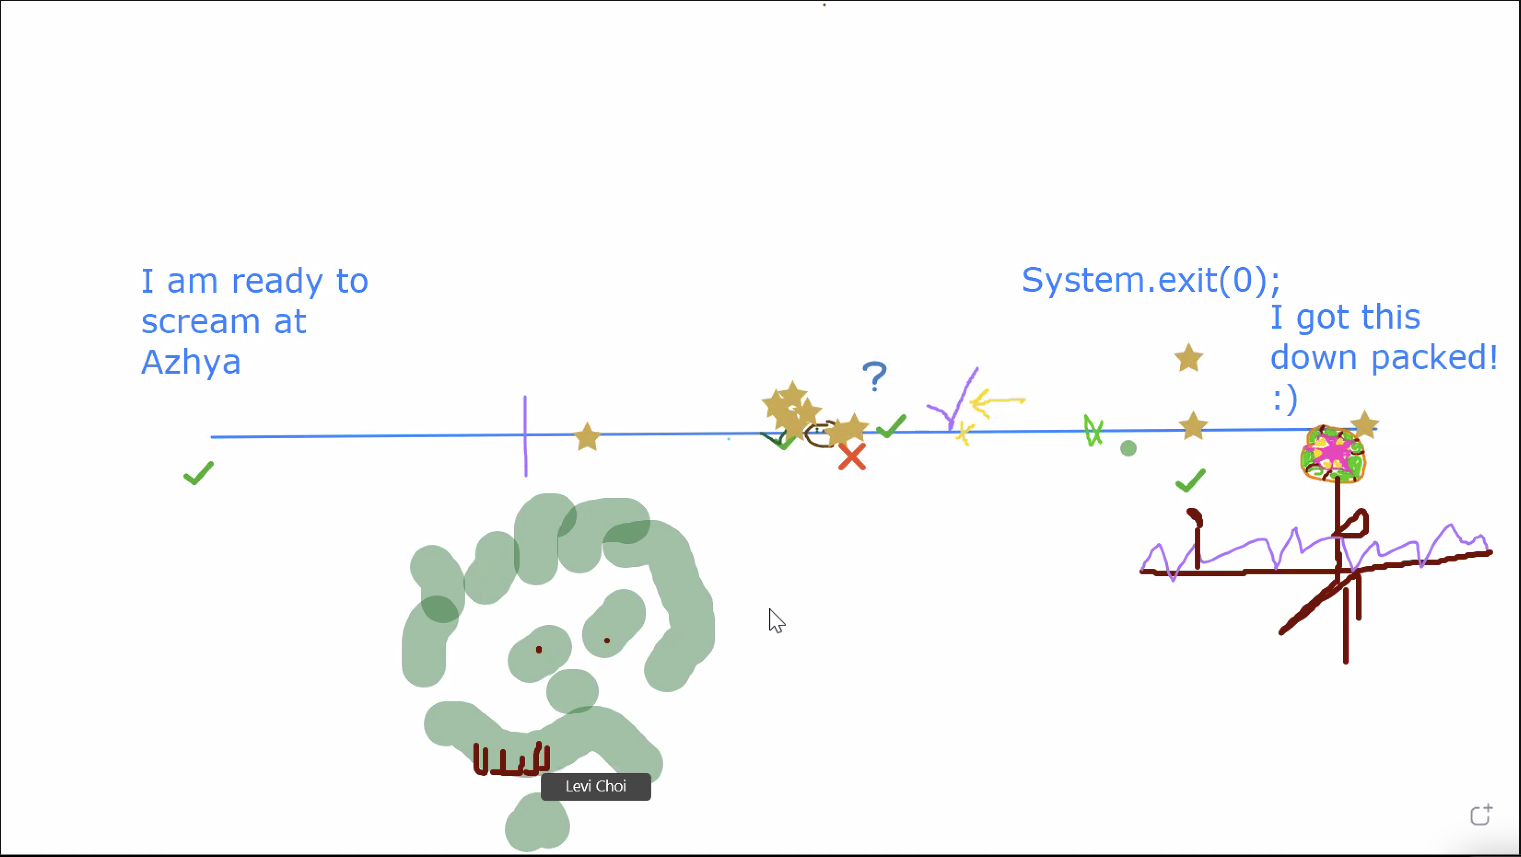 I am ready to
scream at
Azhya
System.exit(0);
I got this
down packed!
:)
?
Levi Choi